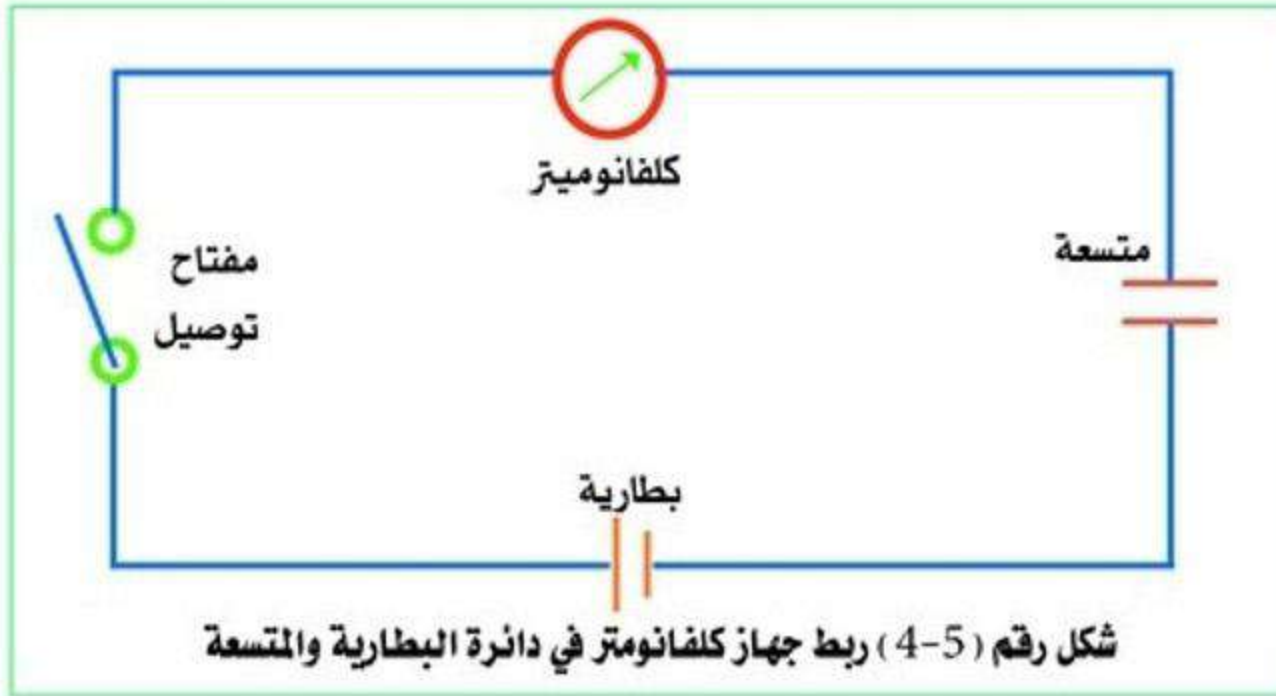 كلفانوميتر
متسعة
مفتاح
توصيل
بطارية
شكل رقم (5-4) ربط جهاز كلفانومتر في دائرة البطارية والمتسعة